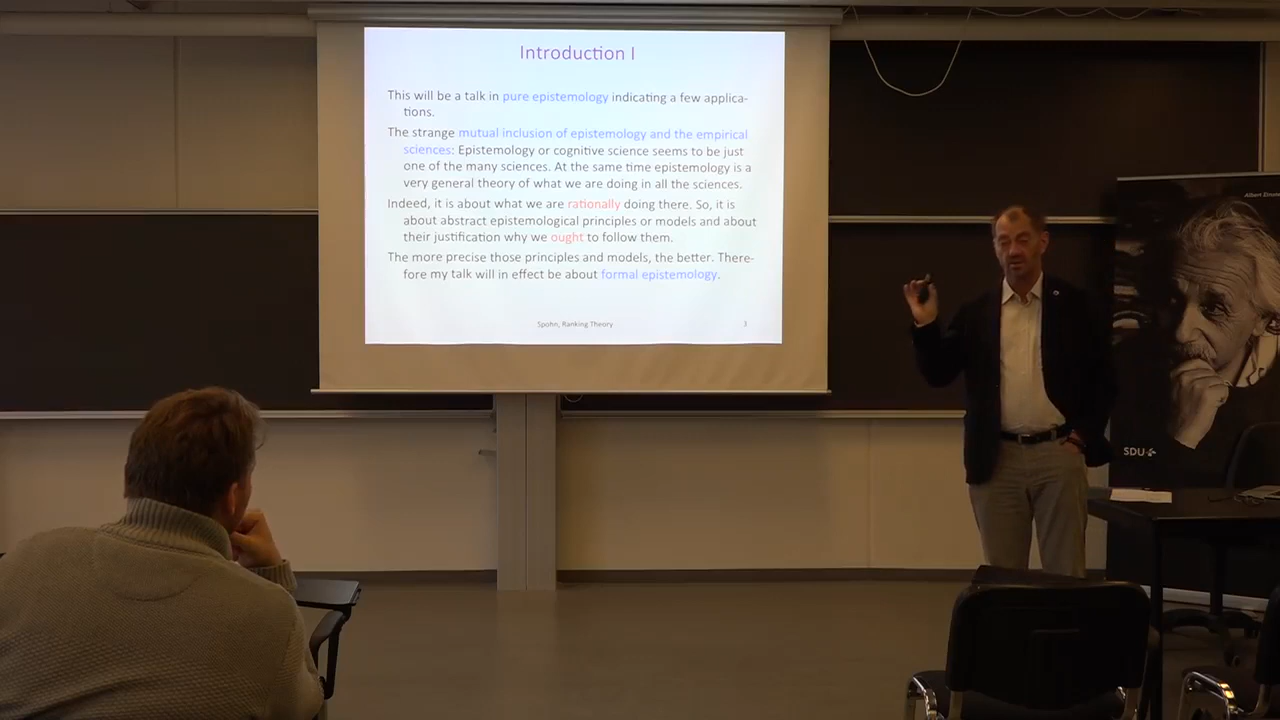 Introduction I
This will be a talk in pure epistemology indicating a few applica-
tions.
The strange mutual inclusion of epistemology and the empirical
sciences: Epistemology or cognitive science seems to be just
one of the many sciences. At the same time epistemology is a
very general theory of what we are doing in all the sciences.
Indeed, it is about what we are rationally doing there. So, it is
about abstract epistemological principles or models and about
their justification why we ought to follow them.
The more precise those principles and models, the better. There-
fore my talk will in effect be about formal epistemology.
Spohn, Ranking Theory 3
Albert
SDU